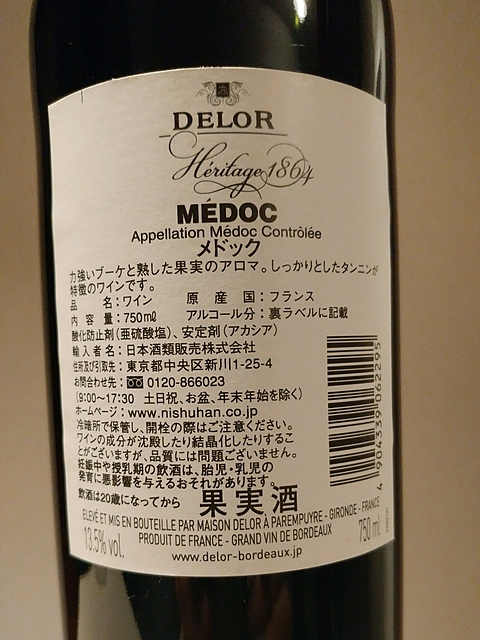 DELOR
Héritage 1864
MÉDOC
Appellation Médoc Contrôlée
メドック
力強いブーケと熟した果実のアロマ。しっかりとしたタンニンが
特徴のワインです。
品 名：ワイン 原 産 国：フランス
内 容 量：750mℓ アルコール分：裏ラベルに記載
酸化防止剤（亜硫酸塩）、安定剤（アカシア）
輸 入 者 名：日本酒類販売株式会社
住所及び引取先：東京都中央区新川1-25-4
お問合わせ先：0120-866023
（9:00〜17:30 土日祝、お盆、年末年始を除く）
ホームページ：www.nishuhan.co.jp
冷暗所で保管し、開栓の際はご注意ください。
ワインの成分が沈殿したり結晶化したりするこ
とがございますが、品質には問題ございません。
妊娠中や授乳期の飲酒は、胎児・乳児の
発育に悪影響を与えるおそれがあります。
飲酒は20歳になってから 果実酒
4904339062295
ELEVÉ ET MIS EN BOUTEILLE PAR MAISON DELOR À PAREMPUYRE - GIRONDE - FRANCE
13.5% vol. PRODUIT DE FRANCE - GRAND VIN DE BORDEAUX 750 ml
www.delor-bordeaux.jp